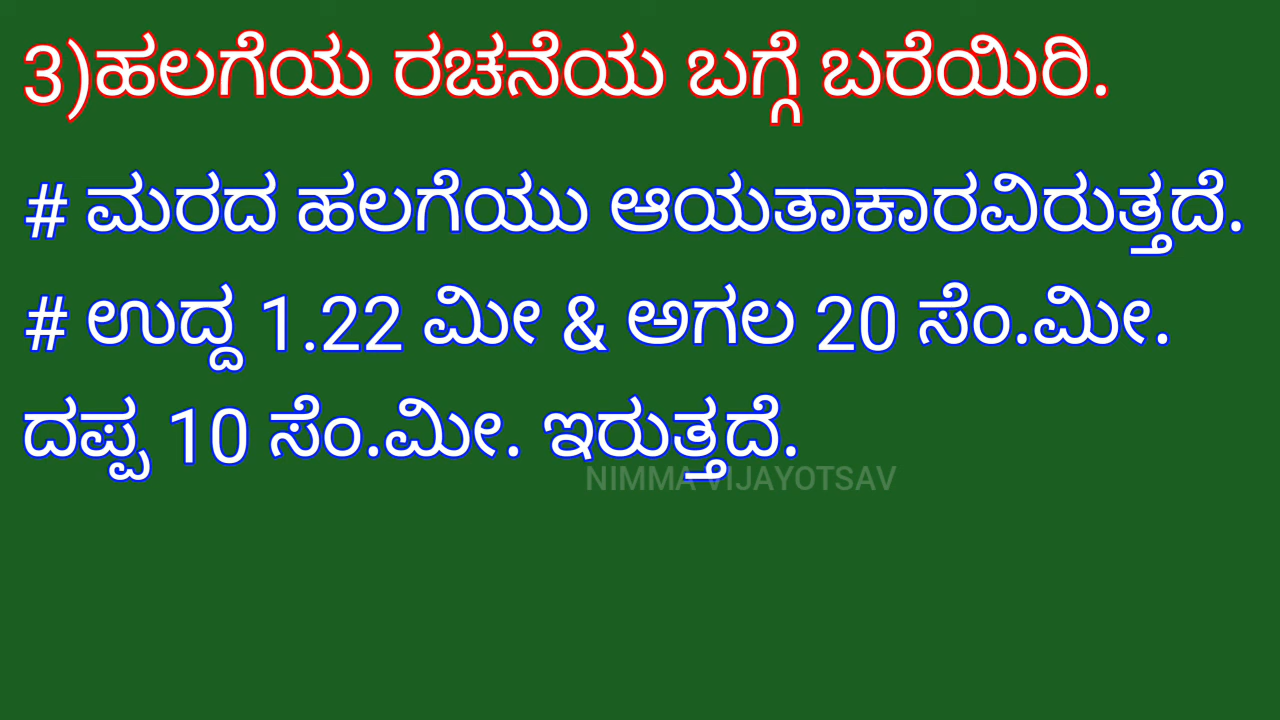 3)ಹಲಗೆಯ ರಚನೆಯ ಬಗ್ಗೆ ಬರೆಯಿರಿ.
# ಮರದ ಹಲಗೆಯು ಆಯತಾಕಾರವಿರುತ್ತದೆ.
# ಉದ್ದ 1.22 ಮೀ & ಅಗಲ 20 ಸೆಂ.ಮೀ.
ದಪ್ಪ 10 ಸೆಂ.ಮೀ. ಇರುತ್ತದೆ.
NIMMA VIJAYOTSAV